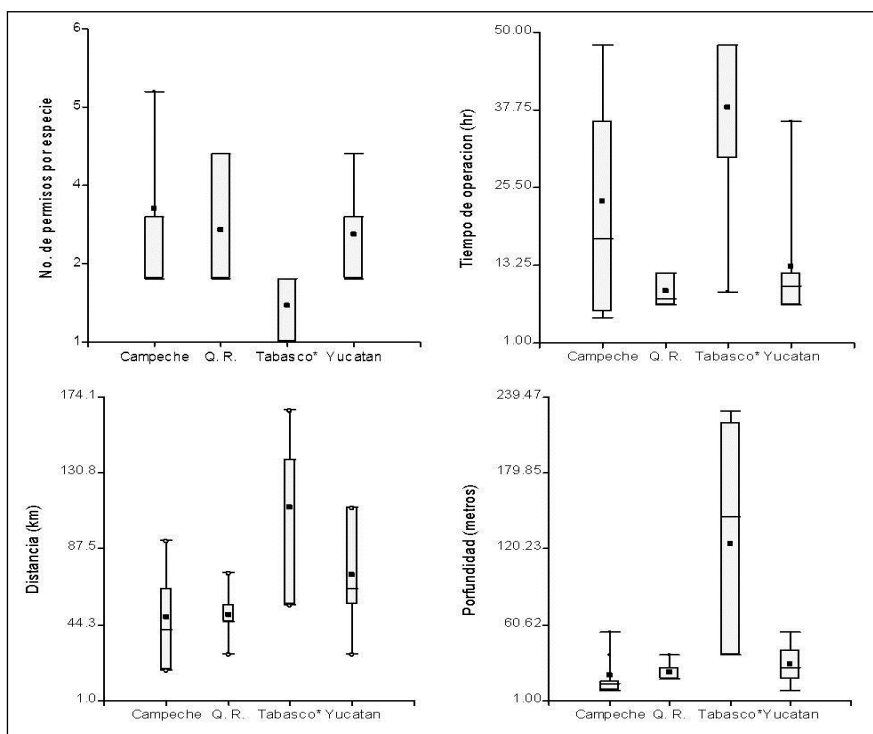 No. de permisos por especie
6
5
4
2
1
Campeche Q. R. Tabasco* Yucatan
Tiempo de operacion (hr)
50.00
37.75
25.50
13.25
1.00
Campeche Q. R. Tabasco* Yucatan
Distancia (km)
174.1
130.8
87.5
44.3
1.0
Campeche Q. R. Tabasco* Yucatan
Porfundidad (metros)
239.47
179.85
120.23
60.62
1.00
Campeche Q. R. Tabasco* Yucatan